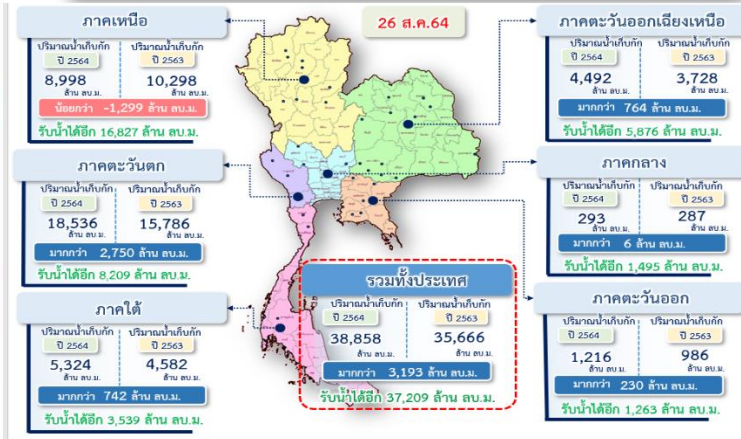 ภาคเหนือ
ปริมาณน้ำเก็บกัก ปริมาณน้ำเก็บกัก
ปี 2564 ปี 2563
8,998 10,298
ล้าน ลบ.ม. ล้าน ลบ.ม.
น้อยกว่า -1,299 ล้าน ลบ.ม.
รับน้ำได้อีก 16,827 ล้าน ลบ.ม.
26 ส.ค.64
ภาคตะวันออกเฉียงเหนือ
ปริมาณน้ำเก็บกัก ปริมาณน้ำเก็บกัก
ปี 2564 ปี 2563
4,492 3,728
ล้าน ลบ.ม. ล้าน ลบ.ม.
มากกว่า 764 ล้าน ลบ.ม.
รับน้ำได้อีก 5,876 ล้าน ลบ.ม.
ภาคตะวันตก
ปริมาณน้ำเก็บกัก ปริมาณน้ำเก็บกัก
ปี 2564 ปี 2563
18,536 15,786
ล้าน ลบ.ม. ล้าน ลบ.ม.
มากกว่า 2,750 ล้าน ลบ.ม.
รับน้ำได้อีก 8,209 ล้าน ลบ.ม.
ภาคกลาง
ปริมาณน้ำเก็บกัก ปริมาณน้ำเก็บกัก
ปี 2564 ปี 2563
293 287
ล้าน ลบ.ม. ล้าน ลบ.ม.
มากกว่า 6 ล้าน ลบ.ม.
รับน้ำได้อีก 1,495 ล้าน ลบ.ม.
ภาคใต้
ปริมาณน้ำเก็บกัก ปริมาณน้ำเก็บกัก
ปี 2564 ปี 2563
5,324 4,582
ล้าน ลบ.ม. ล้าน ลบ.ม.
มากกว่า 742 ล้าน ลบ.ม.
รับน้ำได้อีก 3,539 ล้าน ลบ.ม.
รวมทั้งประเทศ
ปริมาณน้ำเก็บกัก ปริมาณน้ำเก็บกัก
ปี 2564 ปี 2563
38,858 35,666
ล้าน ลบ.ม. ล้าน ลบ.ม.
มากกว่า 3,193 ล้าน ลบ.ม.
รับน้ำได้อีก 37,209 ล้าน ลบ.ม.
ภาคตะวันออก
ปริมาณน้ำเก็บกัก ปริมาณน้ำเก็บกัก
ปี 2564 ปี 2563
1,216 986
ล้าน ลบ.ม. ล้าน ลบ.ม.
มากกว่า 230 ล้าน ลบ.ม.
รับน้ำได้อีก 1,263 ล้าน ลบ.ม.